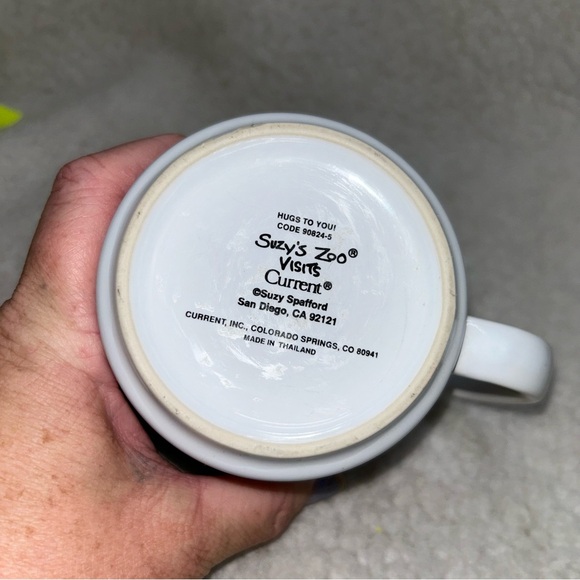 HUGS TO YOU!
CODE 90824-5
SUZY'S ZOO®
VISITS
Current®
©Suzy Spafford
San Diego, CA 92121
CURRENT, INC., COLORADO SPRINGS, CO 80941
MADE IN THAILAND